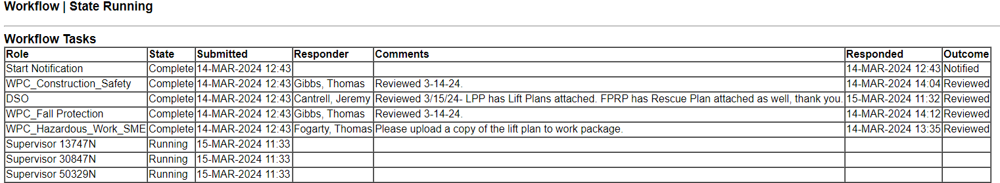 Workflow | State Running
Workflow Tasks
Role State Submitted Responder Comments Responded Outcome
Start Notification Complete 14-MAR-2024 12:43 14-MAR-2024 12:43 Notified
WPC_Construction_Safety Complete 14-MAR-2024 12:43 Gibbs, Thomas Reviewed 3-14-24. 14-MAR-2024 14:04 Reviewed
DSO Complete 14-MAR-2024 12:43 Cantrell, Jeremy Reviewed 3/15/24- LPP has Lift Plans attached. FPRP has Rescue Plan attached as well, thank you. 15-MAR-2024 11:32 Reviewed
WPC_Fall Protection Complete 14-MAR-2024 12:43 Gibbs, Thomas Reviewed 3-14-24. 14-MAR-2024 14:12 Reviewed
WPC_Hazardous_Work_SME Complete 14-MAR-2024 12:43 Fogarty, Thomas Please upload a copy of the lift plan to work package. 14-MAR-2024 13:35 Reviewed
Supervisor 13747N Running 15-MAR-2024 11:33
Supervisor 30847N Running 15-MAR-2024 11:33
Supervisor 50329N Running 15-MAR-2024 11:33